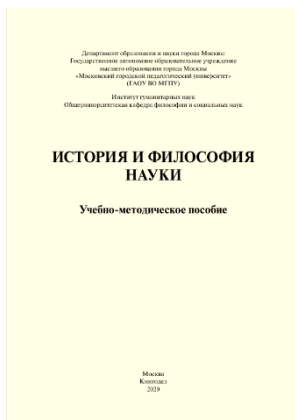 Департамент образования и науки города Москвы
Государственное автономное образовательное учреждение
высшего образования города Москвы
«Московский городской педагогический университет»
(ГАОУ ВО МГПУ)
Институт гуманитарных наук
Общеуниверситетская кафедра философии и социальных наук
ИСТОРИЯ И ФИЛОСОФИЯ
НАУКИ
Учебно-методическое пособие
Москва
Книгодел
2020